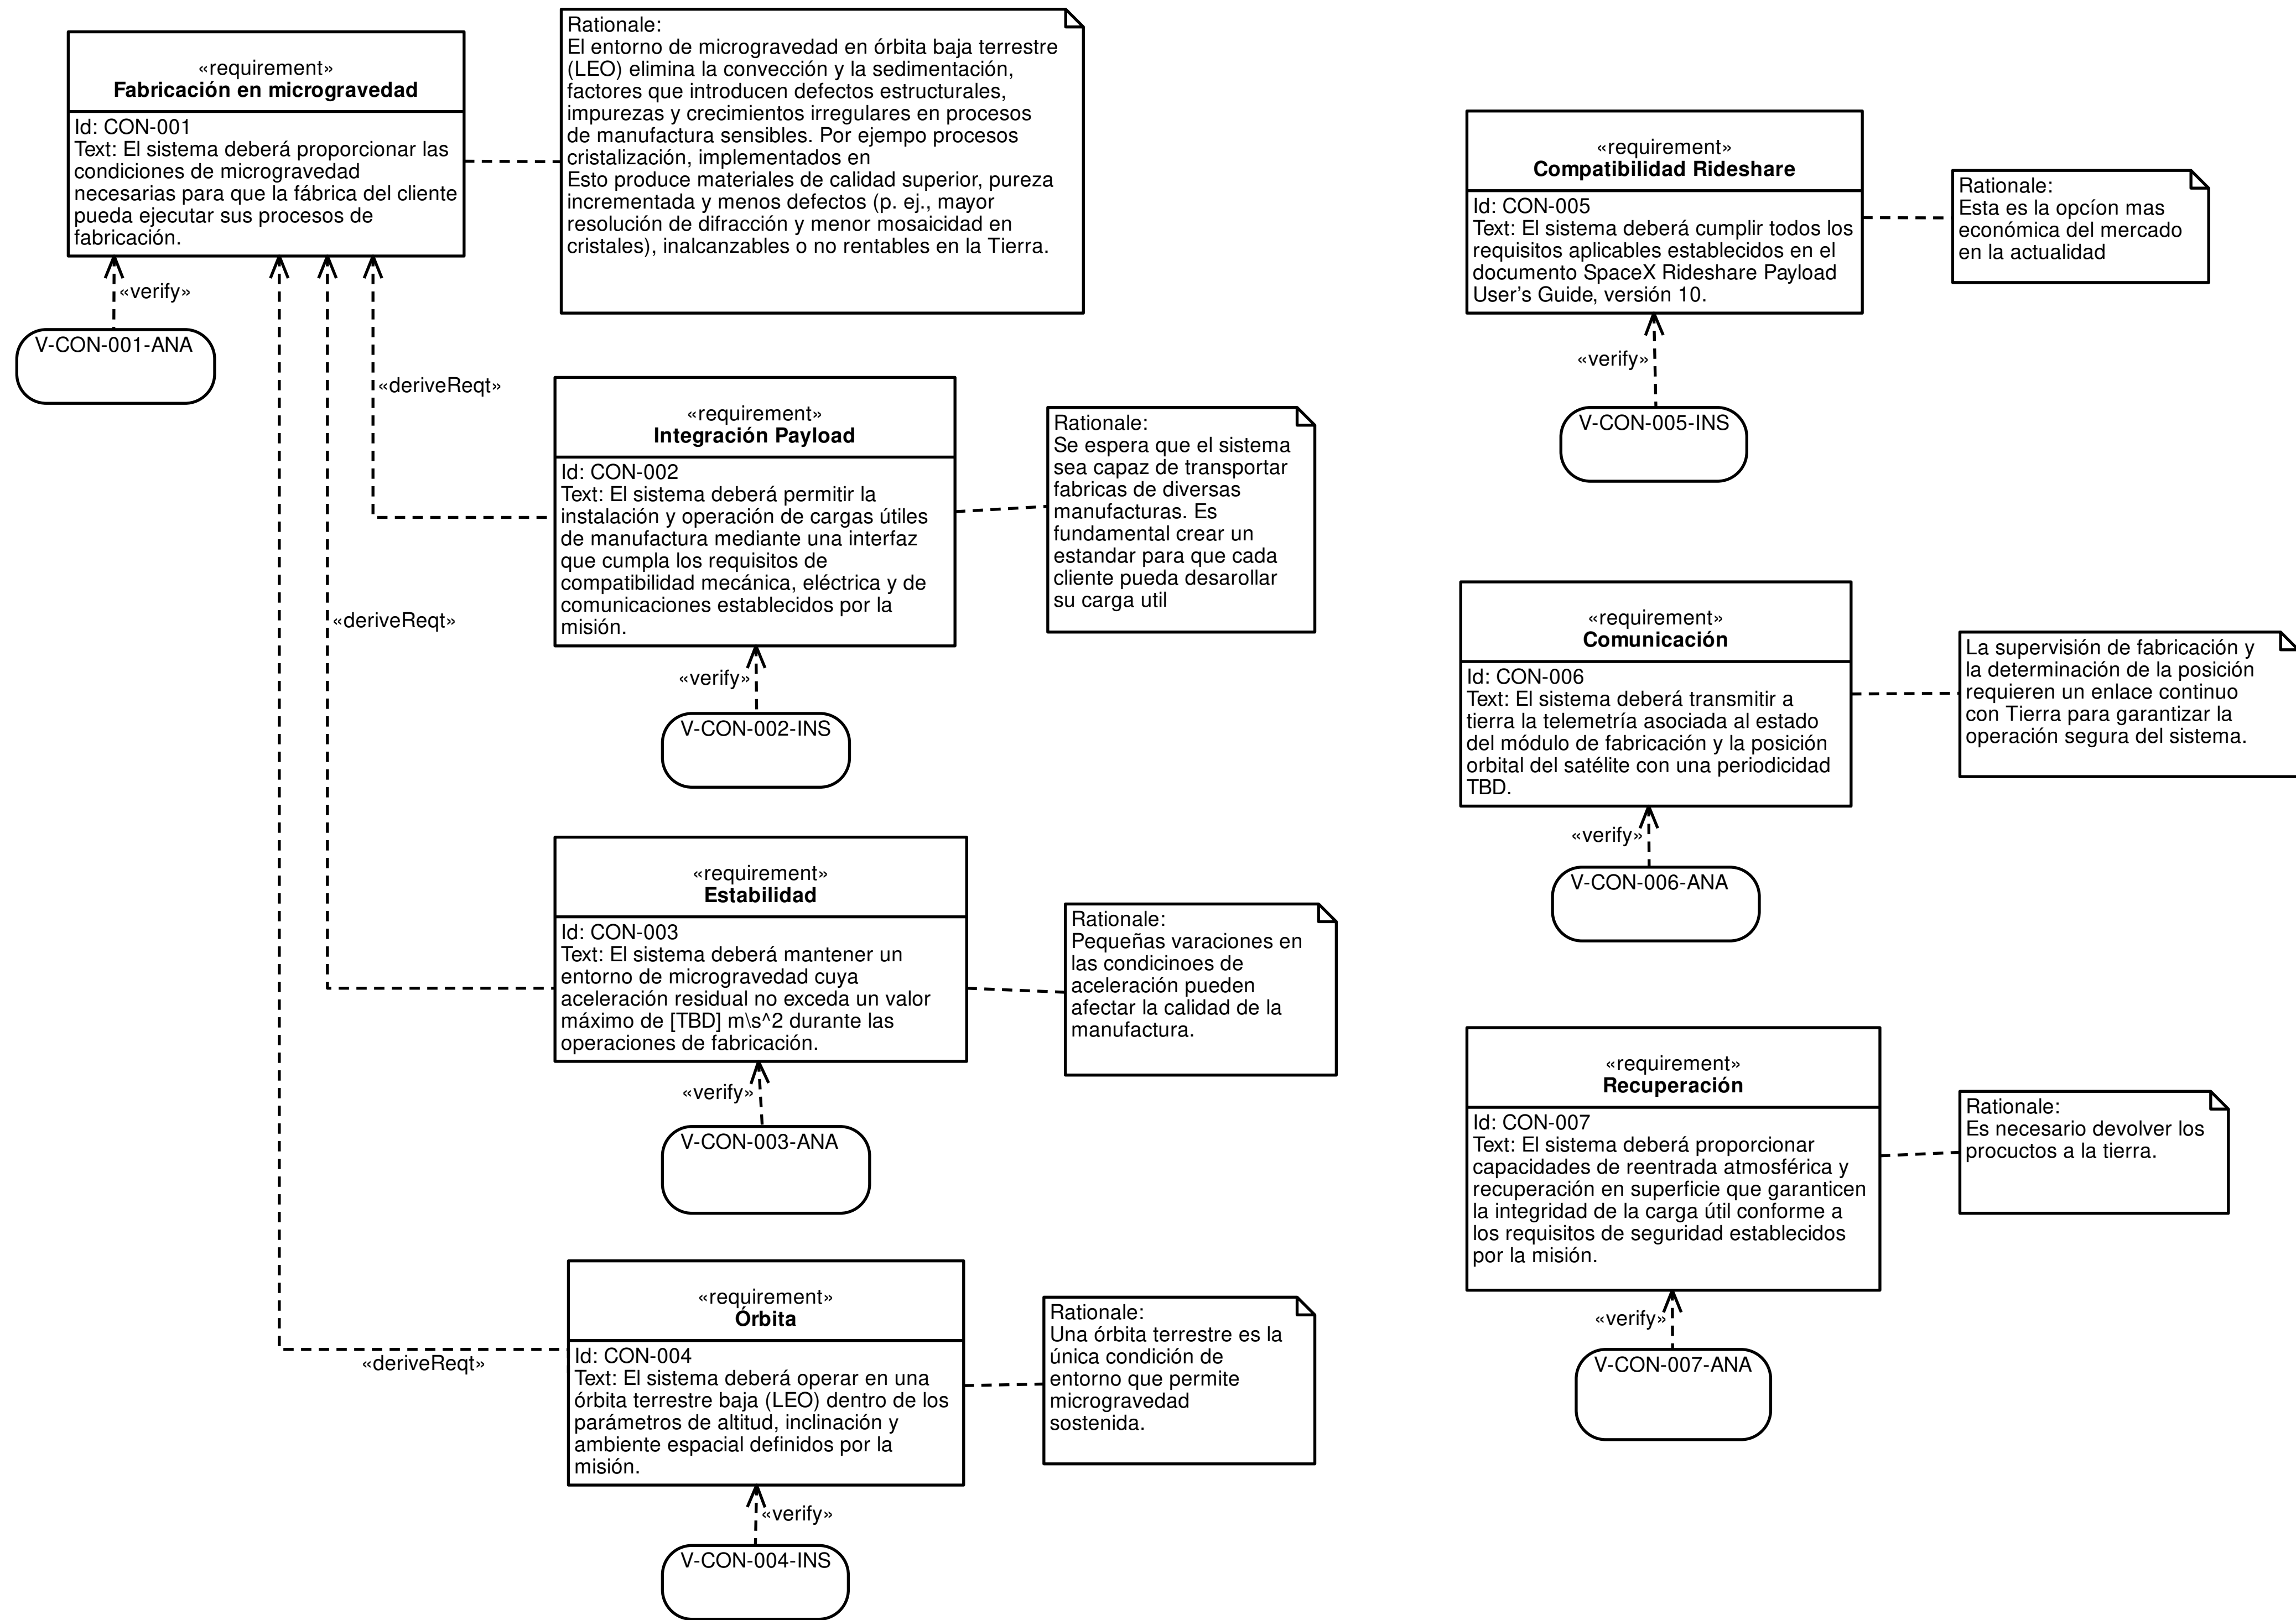 «requirement»
Fabricación en microgravedad
Id: CON-001
Text: El sistema deberá proporcionar las
condiciones de microgravedad
necesarias para que la fábrica del cliente
pueda ejecutar sus procesos de
fabricación.
Rationale:
El entorno de microgravedad en órbita baja terrestre
(LEO) elimina la convección y la sedimentación,
factores que introducen defectos estructurales,
impurezas y crecimientos irregulares en procesos
de manufactura sensibles. Por ejempo procesos
cristalización, implementados en
Esto produce materiales de calidad superior, pureza
incrementada y menos defectos (p. ej., mayor
resolución de difracción y menor mosaicidad en
cristales), inalcanzables o no rentables en la Tierra.
«verify»
V-CON-001-ANA
«deriveReqt»
«requirement»
Integración Payload
Id: CON-002
Text: El sistema deberá permitir la
instalación y operación de cargas útiles
de manufactura mediante una interfaz
que cumpla los requisitos de
compatibilidad mecánica, eléctrica y de
comunicaciones establecidos por la
misión.
Rationale:
Se espera que el sistema
sea capaz de transportar
fabricas de diversas
manufacturas. Es
fundamental crear un
estandar para que cada
cliente pueda desarollar
su carga util
«verify»
V-CON-002-INS
«deriveReqt»
«requirement»
Estabilidad
Id: CON-003
Text: El sistema deberá mantener un
entorno de microgravedad cuya
aceleración residual no exceda un valor
máximo de [TBD] m\s^2 durante las
operaciones de fabricación.
Rationale:
Pequeñas varaciones en
las condicinoes de
aceleración pueden
afectar la calidad de la
manufactura.
«verify»
V-CON-003-ANA
«deriveReqt»
«requirement»
Órbita
Id: CON-004
Text: El sistema deberá operar en una
órbita terrestre baja (LEO) dentro de los
parámetros de altitud, inclinación y
ambiente espacial definidos por la
misión.
Rationale:
Una órbita terrestre es la
única condición de
entorno que permite
microgravedad
sostenida.
«verify»
V-CON-004-INS
«requirement»
Compatibilidad Rideshare
Id: CON-005
Text: El sistema deberá cumplir todos los
requisitos aplicables establecidos en el
documento SpaceX Rideshare Payload
User's Guide, versión 10.
Rationale:
Esta es la opcíon mas
económica del mercado
en la actualidad
«verify»
V-CON-005-INS
«requirement»
Comunicación
Id: CON-006
Text: El sistema deberá transmitir a
tierra la telemetría asociada al estado
del módulo de fabricación y la posición
orbital del satélite con una periodicidad
TBD.
La supervisión de fabricación y
la determinación de la posición
requieren un enlace continuo
con Tierra para garantizar la
operación segura del sistema.
«verify»
V-CON-006-ANA
«requirement»
Recuperación
Id: CON-007
Text: El sistema deberá proporcionar
capacidades de reentrada atmosférica y
recuperación en superficie que garanticen
la integridad de la carga útil conforme a
los requisitos de seguridad establecidos
por la misión.
Rationale:
Es necesario devolver los
procuctos a la tierra.
«verify»
V-CON-007-ANA